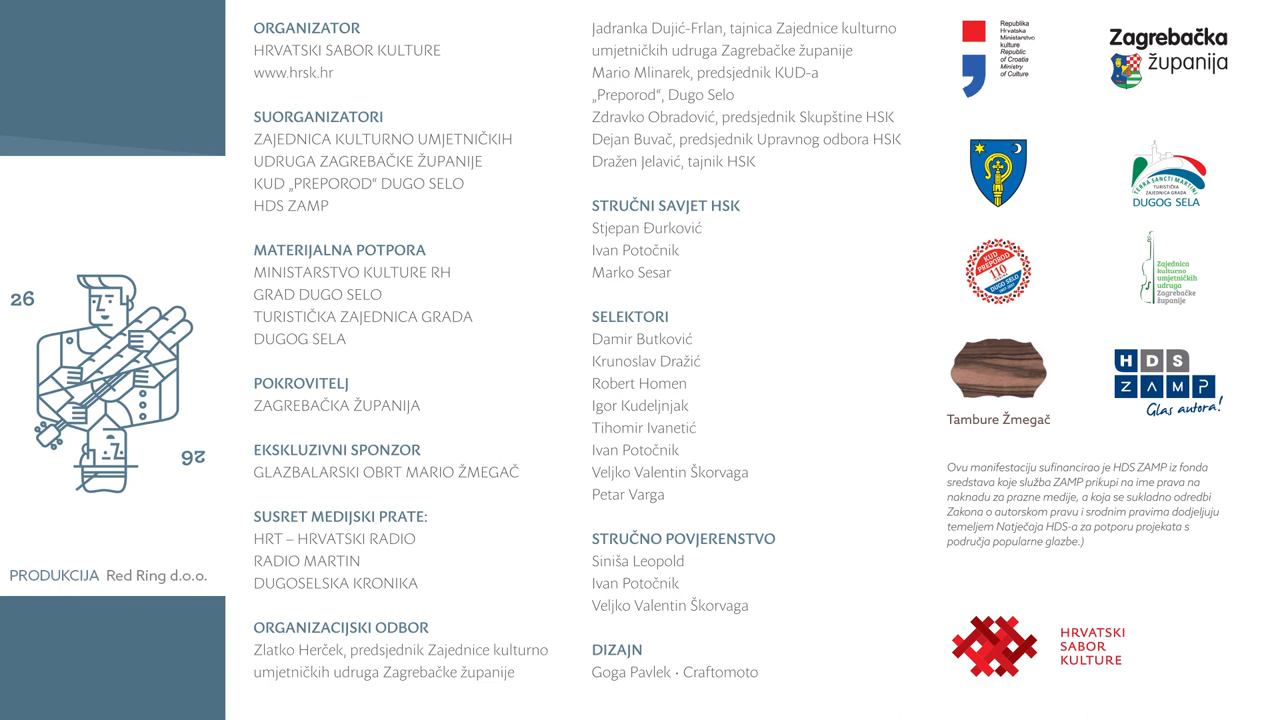 26
26
PRODUKCIJA Red Ring d.o.o.
ORGANIZATOR
HRVATSKI SABOR KULTURE
www.hrsk.hr
SUORGANIZATORI
ZAJEDNICA KULTURNO UMJETNIČKIH
UDRUGA ZAGREBAČKE ŽUPANIJE
KUD „PREPOROD“ DUGO SELO
HDS ZAMP
MATERIJALNA POTPORA
MINISTARSTVO KULTURE RH
GRAD DUGO SELO
TURISTIČKA ZAJEDNICA GRADA
DUGOG SELA
POKROVITELJ
ZAGREBAČKA ŽUPANIJA
EKSKLUZIVNI SPONZOR
GLAZBALARSKI OBRT MARIO ŽMEGAČ
SUSRET MEDIJSKI PRATE:
HRT – HRVATSKI RADIO
RADIO MARTIN
DUGOSELSKA KRONIKA
ORGANIZACIJSKI ODBOR
Zlatko Herček, predsjednik Zajednice kulturno
umjetničkih udruga Zagrebačke županije
Jadranka Dujić-Frlan, tajnica Zajednice kulturno
umjetničkih udruga Zagrebačke županije
Mario Mlinarek, predsjednik KUD-a
„Preporod“, Dugo Selo
Zdravko Obradović, predsjednik Skupštine HSK
Dejan Buvač, predsjednik Upravnog odbora HSK
Dražen Jelavić, tajnik HSK
STRUČNI SAVJET HSK
Stjepan Đurković
Ivan Potočnik
Marko Sesar
SELEKTORI
Damir Butković
Krunoslav Dražić
Robert Homen
Igor Kudeljnjak
Tihomir Ivanetić
Ivan Potočnik
Veljko Valentin Škorvaga
Petar Varga
STRUČNO POVJERENSTVO
Siniša Leopold
Ivan Potočnik
Veljko Valentin Škorvaga
DIZAJN
Goga Pavlek • Craftomoto
Republika
Hrvatska
Ministarstvo
kulture
Republic
of Croatia
Ministry
of Culture
Zagrebačka
županija
TERRA SANCTI MARTINI
TURISTIČKA
ZAJEDNICA GRADA
DUGOG SELA
KUD
PREPOROD
110
DUGO SELO
Zajednica
kulturno
umjetničkih
udruga
Zagrebačke
županije
Tambure Žmegač
HDS
ZAMP
Glas autora!
Ovu manifestaciju sufinancirao je HDS ZAMP iz fonda
sredstava koje služba ZAMP prikupi na ime prava na
naknadu za prazne medije, a koja se sukladno odredbi
Zakona o autorskom pravu i srodnim pravima dodjeljuju
temeljem Natječaja HDS-a za potporu projekata s
područja popularne glazbe.)
HRVATSKI
SABOR
KULTURE